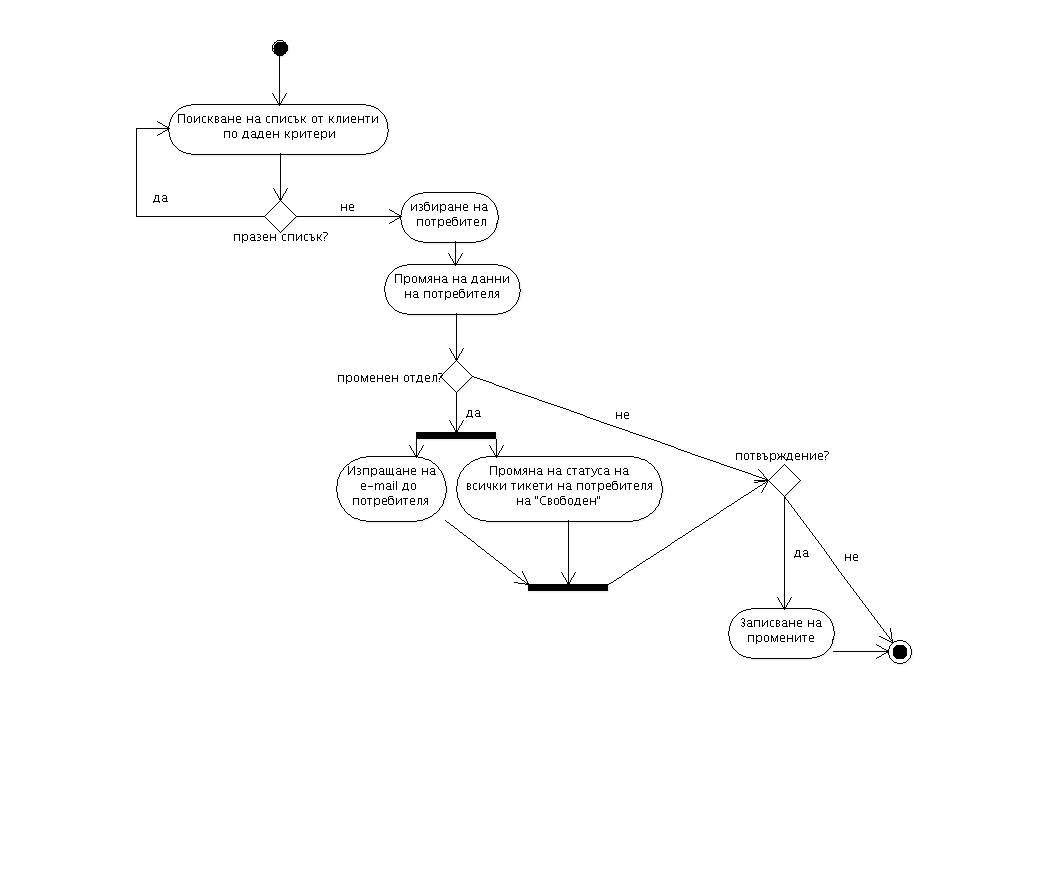 Поискване на списък от клиенти
по даден критери
да
не
празен списък?
избиране на
потребител
Промяна на данни
на потребителя
променен отдел?
да
не
Изпращане на
e-mail до
потребителя
Промяна на статуса на
всички тикети на потребителя
на "Свободен"
потвърждение?
да
не
Записване на
промените